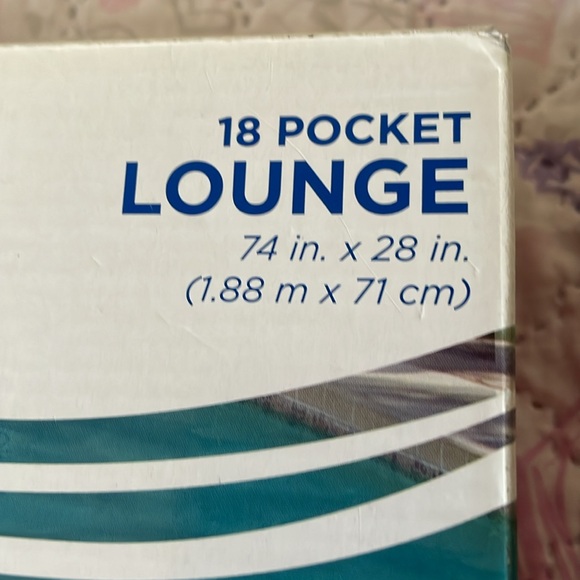 18 POCKET
LOUNGE
74 in. x 28 in.
(1.88 m x 71 cm)